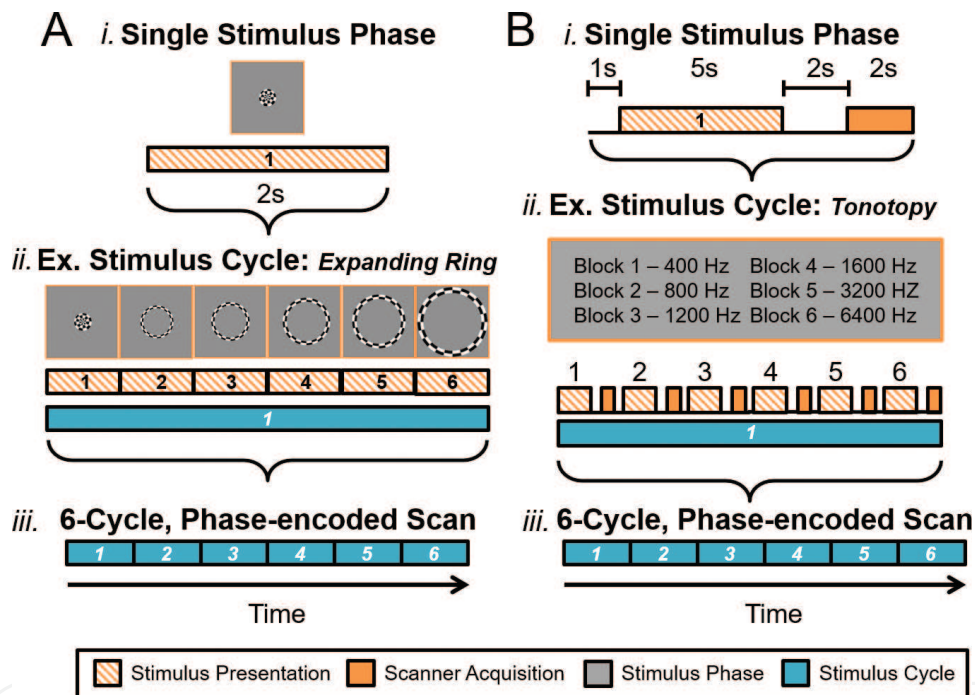 A
i. Single Stimulus Phase
1
2s
ii. Ex. Stimulus Cycle: Expanding Ring
1 2 3 4 5 6
1
iii. 6-Cycle, Phase-encoded Scan
1 2 3 4 5 6
Time
B
i. Single Stimulus Phase
1s 5s 2s 2s
1
ii. Ex. Stimulus Cycle: Tonotopy
Block 1 – 400 Hz Block 4 – 1600 Hz
Block 2 – 800 Hz Block 5 – 3200 HZ
Block 3 – 1200 Hz Block 6 – 6400 Hz
1 2 3 4 5 6
1
iii. 6-Cycle, Phase-encoded Scan
1 2 3 4 5 6
Time
Stimulus Presentation Scanner Acquisition Stimulus Phase Stimulus Cycle